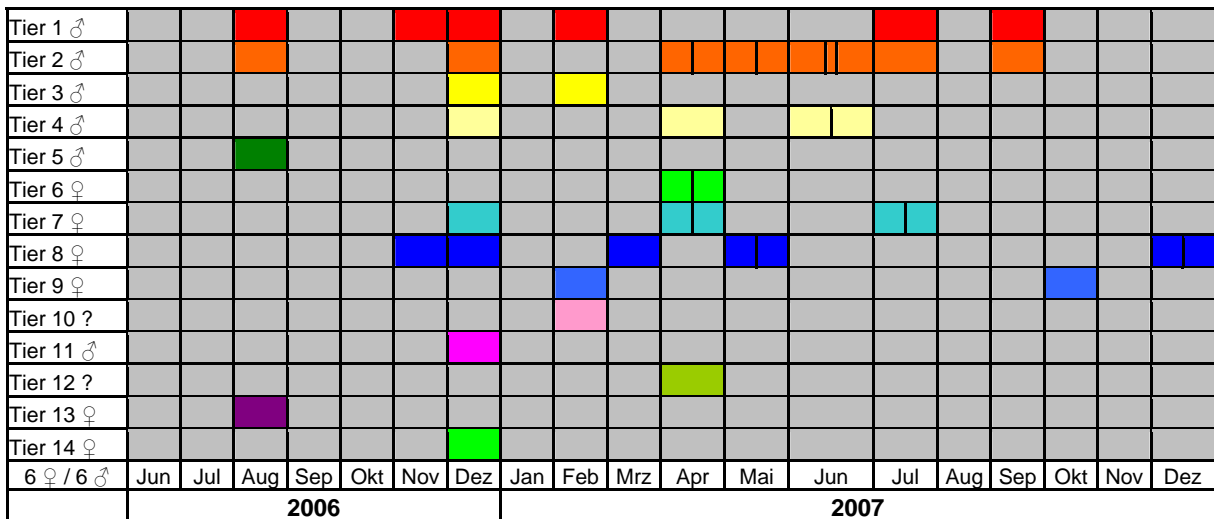 Tier 1 ♂
Tier 2 ♂
Tier 3 ♂
Tier 4 ♂
Tier 5 ♂
Tier 6 ♀
Tier 7 ♀
Tier 8 ♀
Tier 9 ♀
Tier 10 ?
Tier 11 ♂
Tier 12 ?
Tier 13 ♀
Tier 14 ♀
6 ♀ / 6 ♂ Jun Jul Aug Sep Okt Nov Dez Jan Feb Mrz Apr Mai Jun Jul Aug Sep Okt Nov Dez
2006 2007